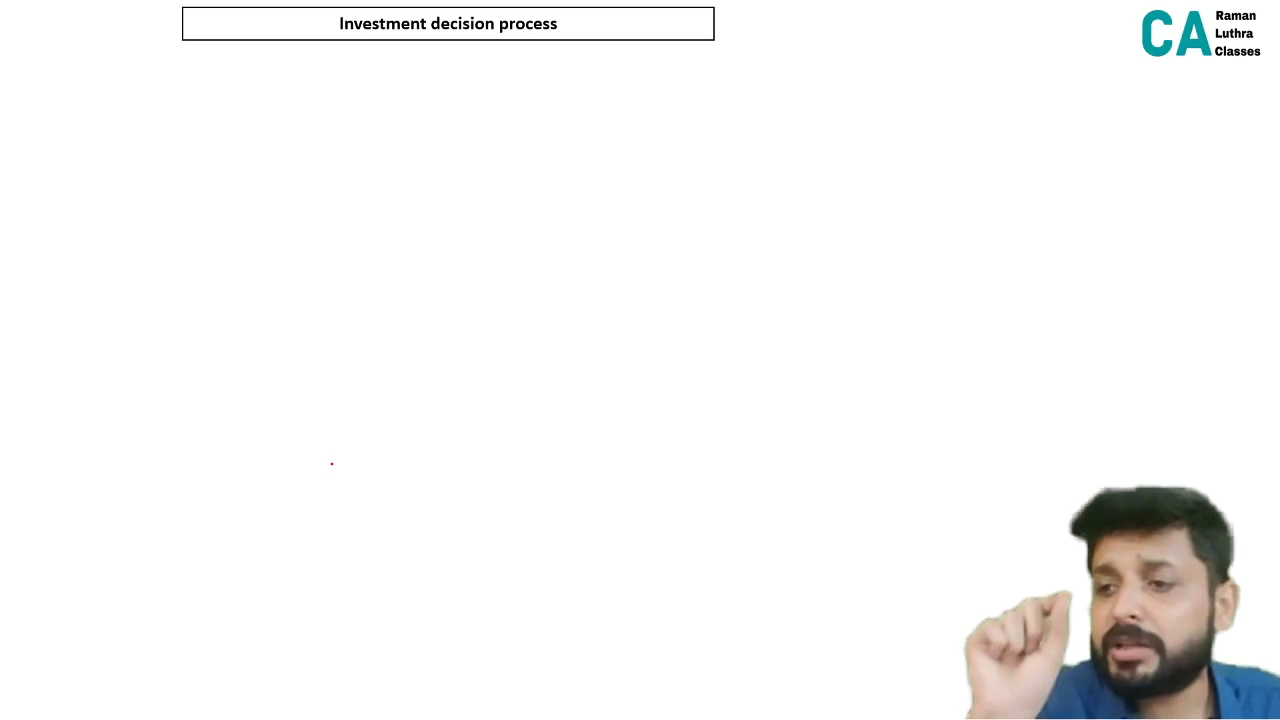 Investment decision process
CA
Raman
Luthra
Classes